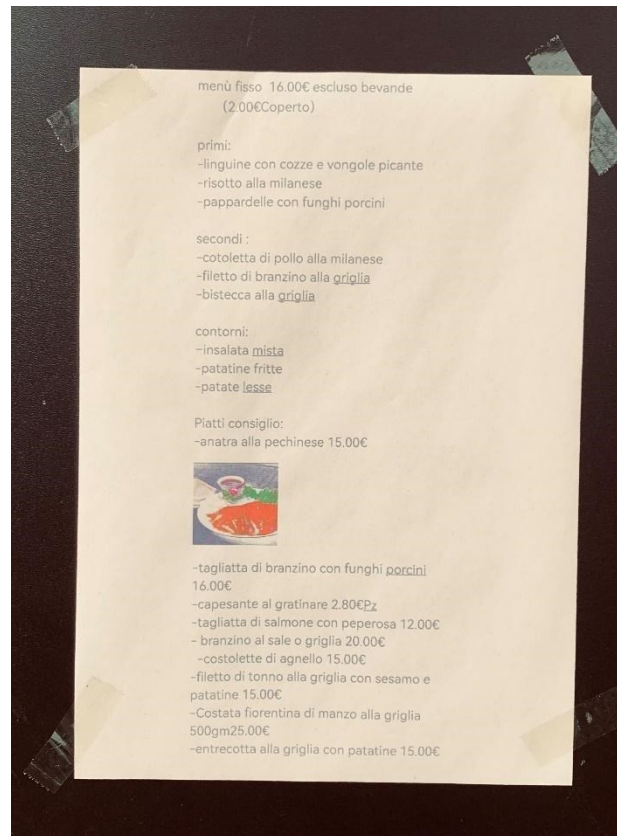 menù fisso 16.00€ escluso bevande
(2.00€Coperto)
primi:
-linguine con cozze e vongole picante
-risotto alla milanese
-pappardelle con funghi porcini
secondi :
-cotoletta di pollo alla milanese
-filetto di branzino alla griglia
-bistecca alla griglia
contorni:
-insalata mista
-patatine fritte
-patate lesse
Piatti consiglio:
-anatra alla pechinese 15.00€
-tagliatta di branzino con funghi porcini
16.00€
-capesante al gratinare 2.80€Pz
-tagliatta di salmone con peperosa 12.00€
- branzino al sale o griglia 20.00€
-costolette di agnello 15.00€
-filetto di tonno alla griglia con sesamo e
patatine 15.00€
-Costata fiorentina di manzo alla griglia
500gm25.00€
-entrecotta alla griglia con patatine 15.00€